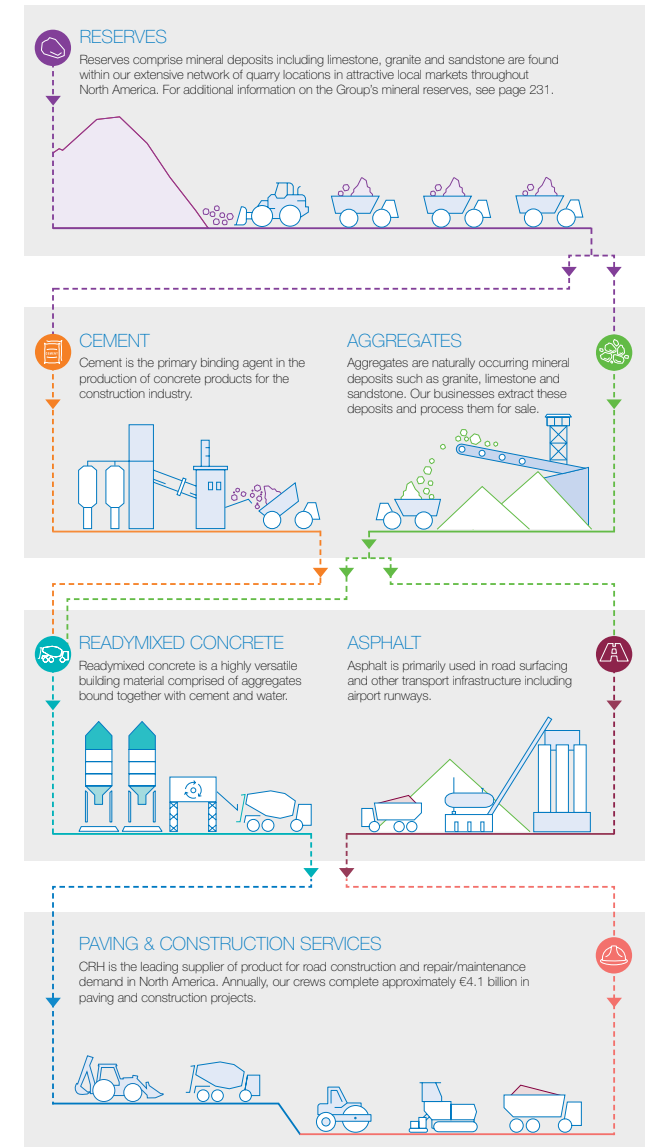 RESERVES
Reserves comprise mineral deposits including limestone, granite and sandstone are found
within our extensive network of quarry locations in attractive local markets throughout
North America. For additional information on the Group's mineral reserves, see page 231.
CEMENT
Cement is the primary binding agent in the
production of concrete products for the
construction industry.
AGGREGATES
Aggregates are naturally occurring mineral
deposits such as granite, limestone and
sandstone. Our businesses extract these
deposits and process them for sale.
READYMIXED CONCRETE
Readymixed concrete is a highly versatile
building material comprised of aggregates
bound together with cement and water.
ASPHALT
Asphalt is primarily used in road surfacing
and other transport infrastructure including
airport runways.
PAVING & CONSTRUCTION SERVICES
CRH is the leading supplier of product for road construction and repair/maintenance
demand in North America. Annually, our crews complete approximately €4.1 billion in
paving and construction projects.